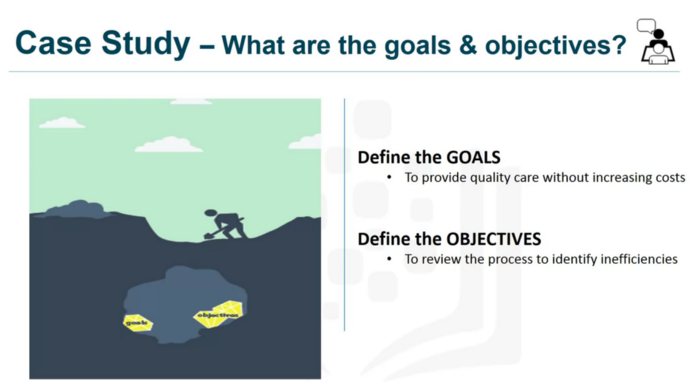 Case Study – What are the goals & objectives?
Define the GOALS
• To provide quality care without increasing costs
Define the OBJECTIVES
• To review the process to identify inefficiencies
goals
objectives